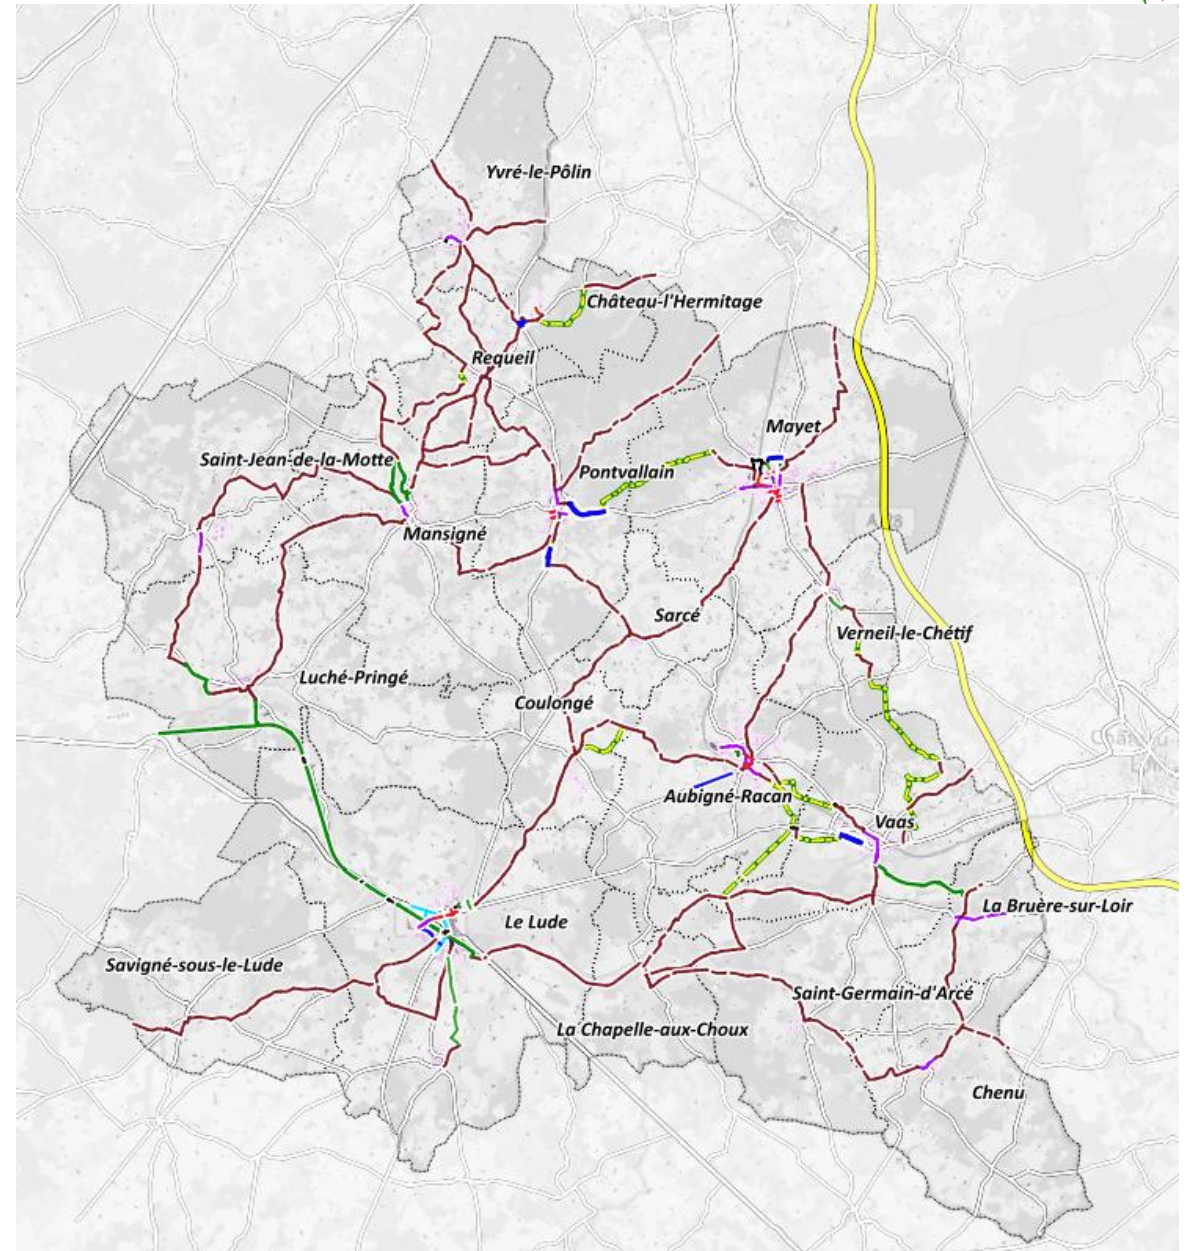 Yvré-le-Pôlin
Château-l'Hermitage
Requeil
Mayet
Saint-Jean-de-la-Motte
Pontvallain
Mansigné
Sarcé
Verneil-le-Chétif
Luché-Pringé
Coulongé
Aubigné-Racan
Vaas
La Bruère-sur-Loir
Le Lude
Savigné-sous-le-Lude
Saint-Germain-d'Arcé
La Chapelle-aux-Choux
Chenu